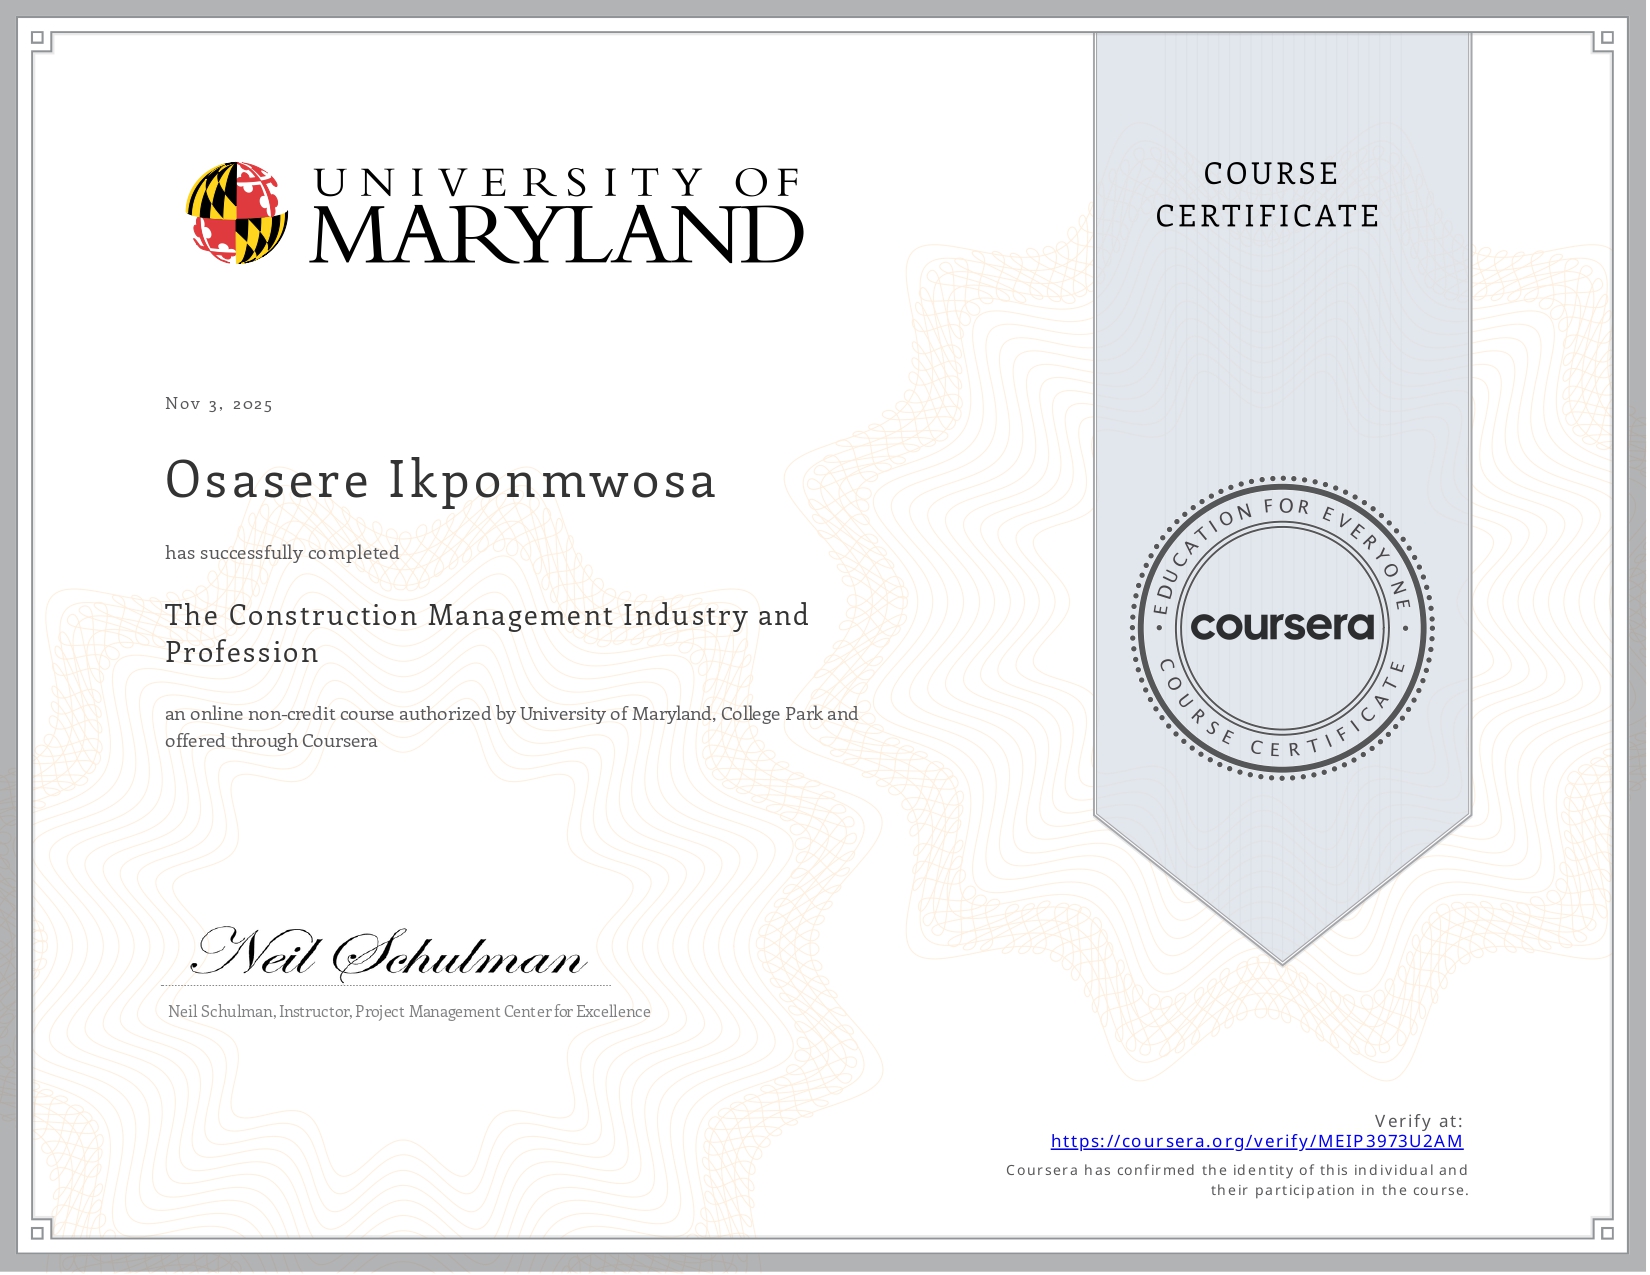 UNIVERSITY OF
MARYLAND
COURSE
CERTIFICATE
Nov 3, 2025
Osasere Ikponmwosa
has successfully completed
The Construction Management Industry and
Profession
an online non-credit course authorized by University of Maryland, College Park and
offered through Coursera
EDUCATION FOR EVERYONE
coursera
COURSE CERTIFICATE
Neil Schulman
Neil Schulman, Instructor, Project Management Center for Excellence
Verify at:
https://coursera.org/verify/MEIP3973U2AM
Coursera has confirmed the identity of this individual and
their participation in the course.